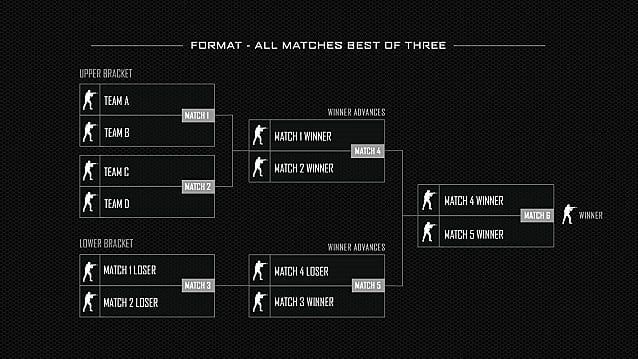 FORMAT - ALL MATCHES BEST OF THREE
UPPER BRACKET
TEAM A
MATCH 1
TEAM B
TEAM C
MATCH 2
TEAM D
WINNER ADVANCES
MATCH 1 WINNER
MATCH 4
MATCH 2 WINNER
MATCH 4 WINNER
MATCH 6
WINNER
MATCH 5 WINNER
LOWER BRACKET
MATCH 1 LOSER
MATCH 3
MATCH 2 LOSER
WINNER ADVANCES
MATCH 4 LOSER
MATCH 5
MATCH 3 WINNER